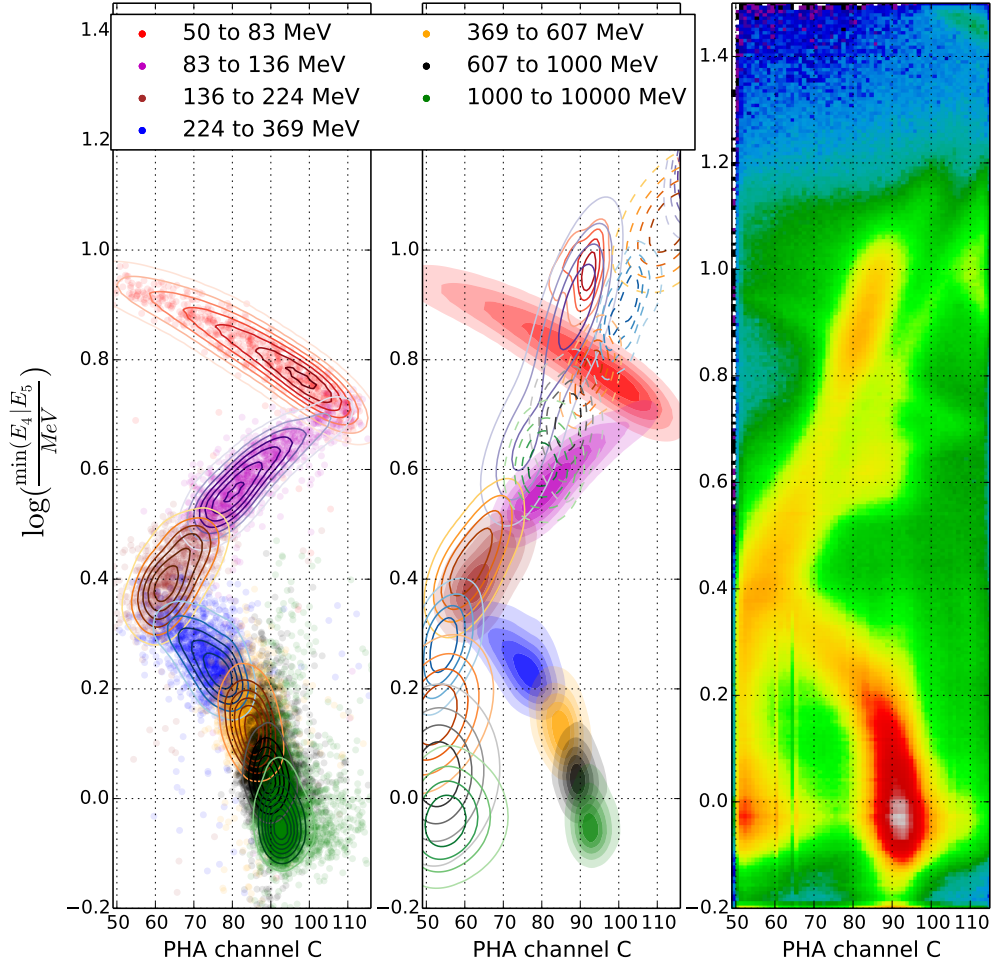 50 to 83 MeV
83 to 136 MeV
136 to 224 MeV
224 to 369 MeV
369 to 607 MeV
607 to 1000 MeV
1000 to 10000 MeV
log(min(E₄|E₅)/MeV)
1.4
1.2
1.0
0.8
0.6
0.4
0.2
0.0
−0.2
50 60 70 80 90 100 110
PHA channel C
1.0
0.8
0.6
0.4
0.2
0.0
−0.2
50 60 70 80 90 100 110
PHA channel C
1.4
1.2
1.0
0.8
0.6
0.4
0.2
0.0
−0.2
50 60 70 80 90 100 110
PHA channel C